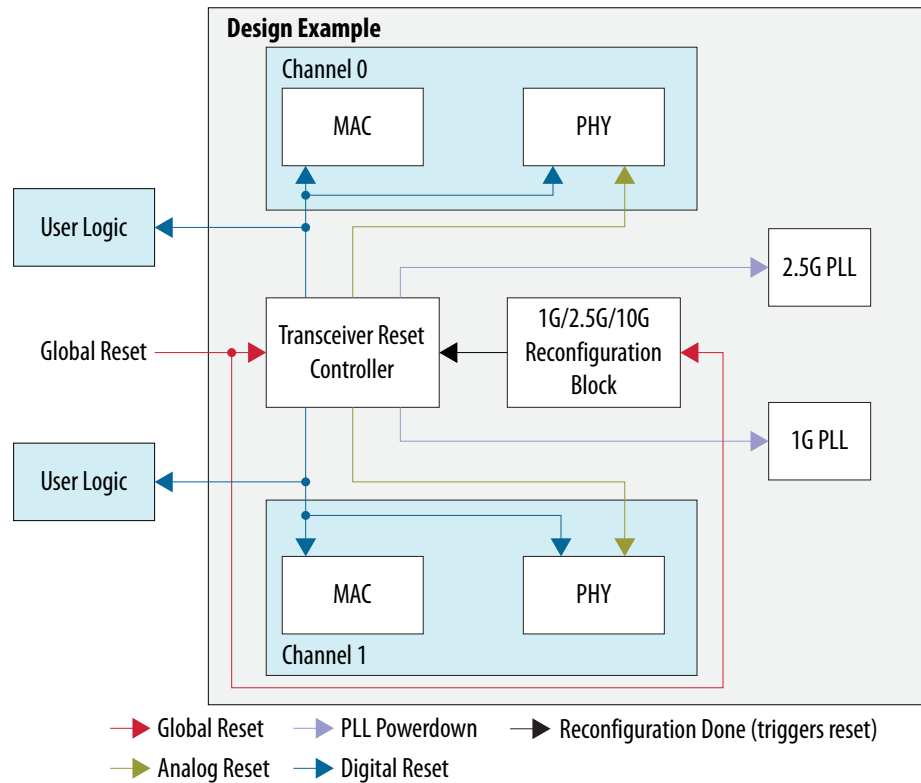 Design Example
Channel 0
MAC
PHY
User Logic
2.5G PLL
Global Reset
Transceiver Reset
Controller
1G/2.5G/10G
Reconfiguration
Block
1G PLL
User Logic
MAC
PHY
Channel 1
Global Reset
PLL Powerdown
Reconfiguration Done (triggers reset)
Analog Reset
Digital Reset